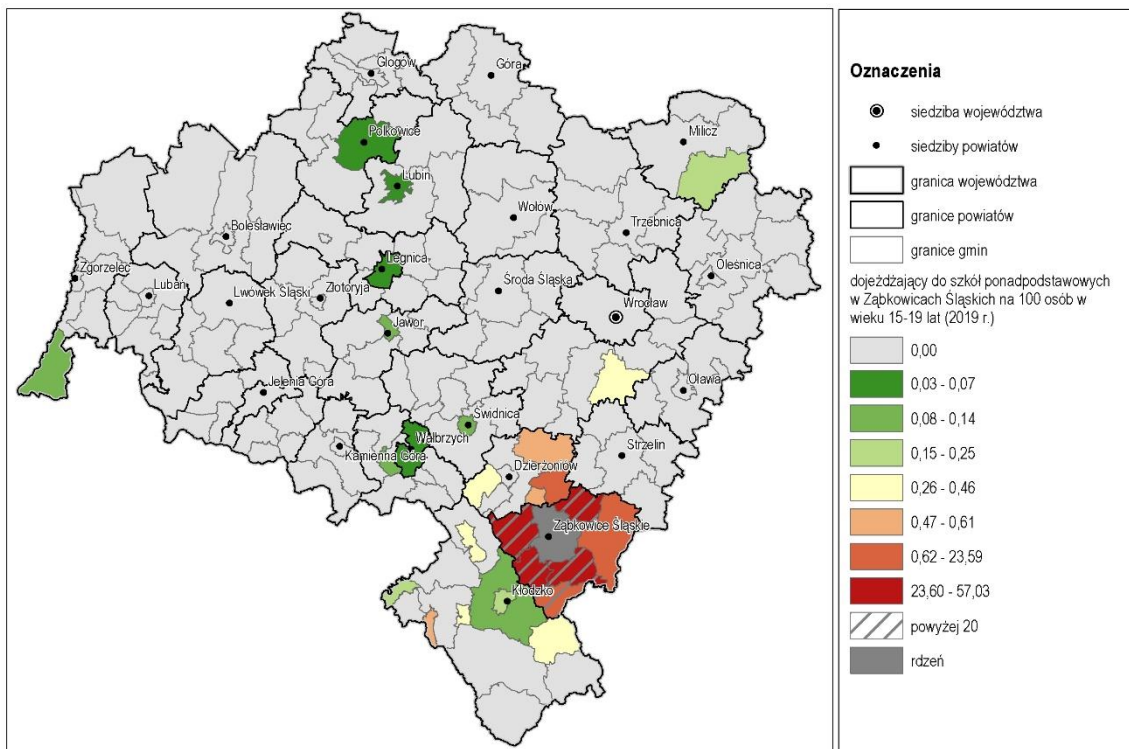 Głogów
Góra
Polkowice
Milicz
Lubin
Wołów
Trzebnica
Bolesławiec
Legnica
Oleśnica
Zgorzelec
Lubań
Lwówek Śląski
Złotoryja
Środa Śląska
Wrocław
Jawor
Jelenia Góra
Oława
Świdnica
Wałbrzych
Kamienna Góra
Strzelin
Dzierżoniów
Ząbkowice Śląskie
Kłodzko
Oznaczenia
siedziba województwa
siedziby powiatów
granica województwa
granice powiatów
granice gmin
dojeżdżający do szkół ponadpodstawowych
w Ząbkowicach Śląskich na 100 osób w
wieku 15-19 lat (2019 r.)
0,00
0,03 - 0,07
0,08 - 0,14
0,15 - 0,25
0,26 - 0,46
0,47 - 0,61
0,62 - 23,59
23,60 - 57,03
powyżej 20
rdzeń